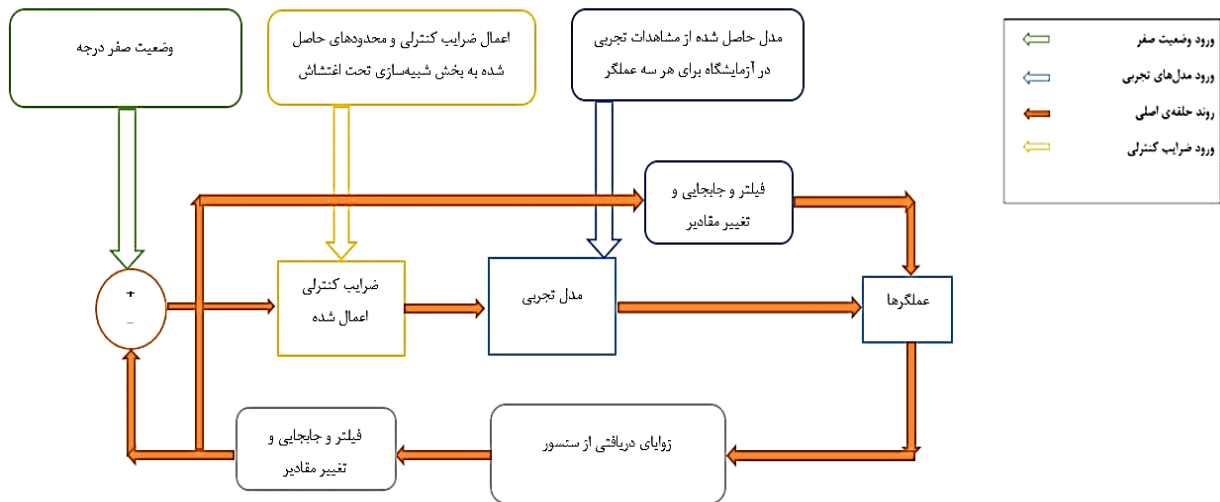 وضعیت صفر درجه
اعمال ضرایب کنترلی و محدودهای حاصل
شده به بخش شبیه‌سازی تحت اغتشاش
مدل حاصل شده از مشاهدات تجربی
در آزمایشگاه برای هر سه عملگر
ورود وضعیت صفر
ورود مدل‌های تجربی
روند حلقه‌ی اصلی
ورود ضرایب کنترلی
فیلتر و جابجایی و
تغییر مقادیر
+
-
ضرایب کنترلی
اعمال شده
مدل تجربی
عملگرها
فیلتر و جابجایی و
تغییر مقادیر
زوایای دریافتی از سنسور